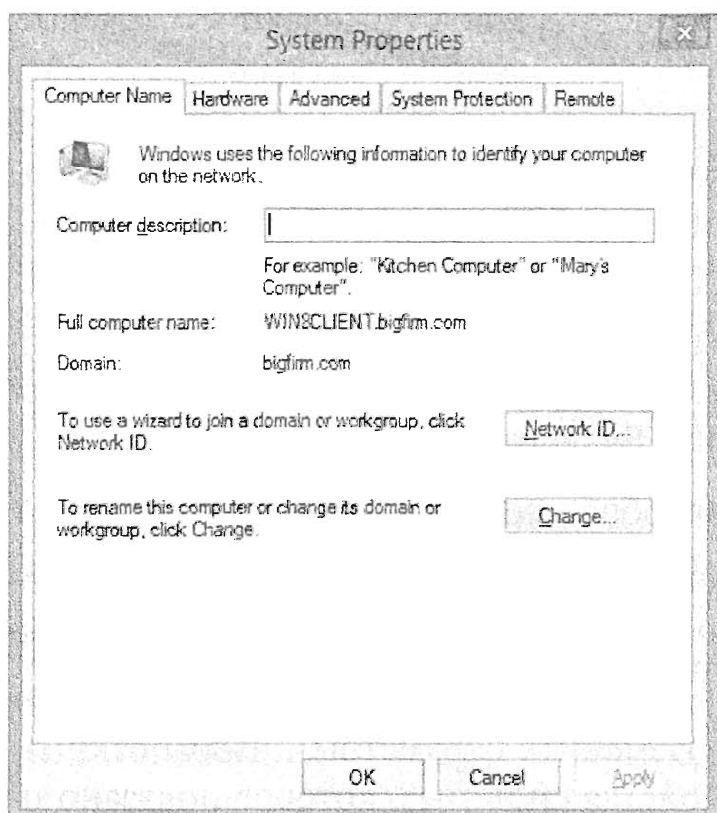 System Properties
Computer Name Hardware Advanced System Protection Remote
Windows uses the following information to identify your computer
on the network.
Computer description:
For example: "Kitchen Computer" or "Mary's
Computer".
Full computer name: WIN8CLIENT.bigfirm.com
Domain: bigfirm.com
To use a wizard to join a domain or workgroup, click
Network ID.
Network ID...
To rename this computer or change its domain or
workgroup, click Change.
Change...
OK Cancel Apply